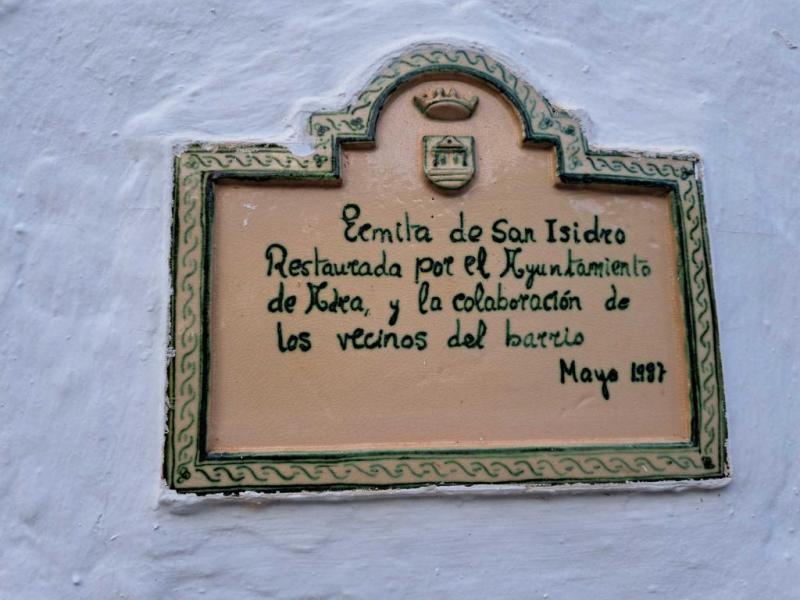 Ermita de San Isidro
Restaurada por el Ayuntamiento
de Adra, y la colaboración de
los vecinos del barrio
Mayo 1987